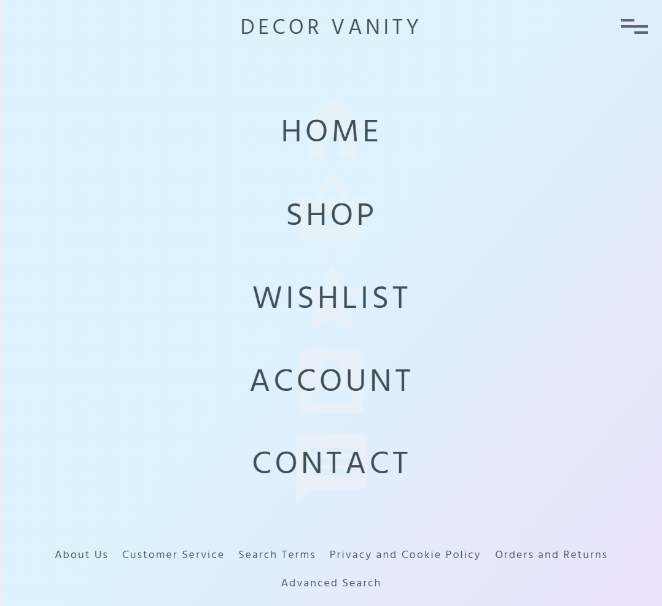 DECOR VANITY
HOME
SHOP
WISHLIST
ACCOUNT
CONTACT
About Us Customer Service Search Terms Privacy and Cookie Policy Orders and Returns
Advanced Search